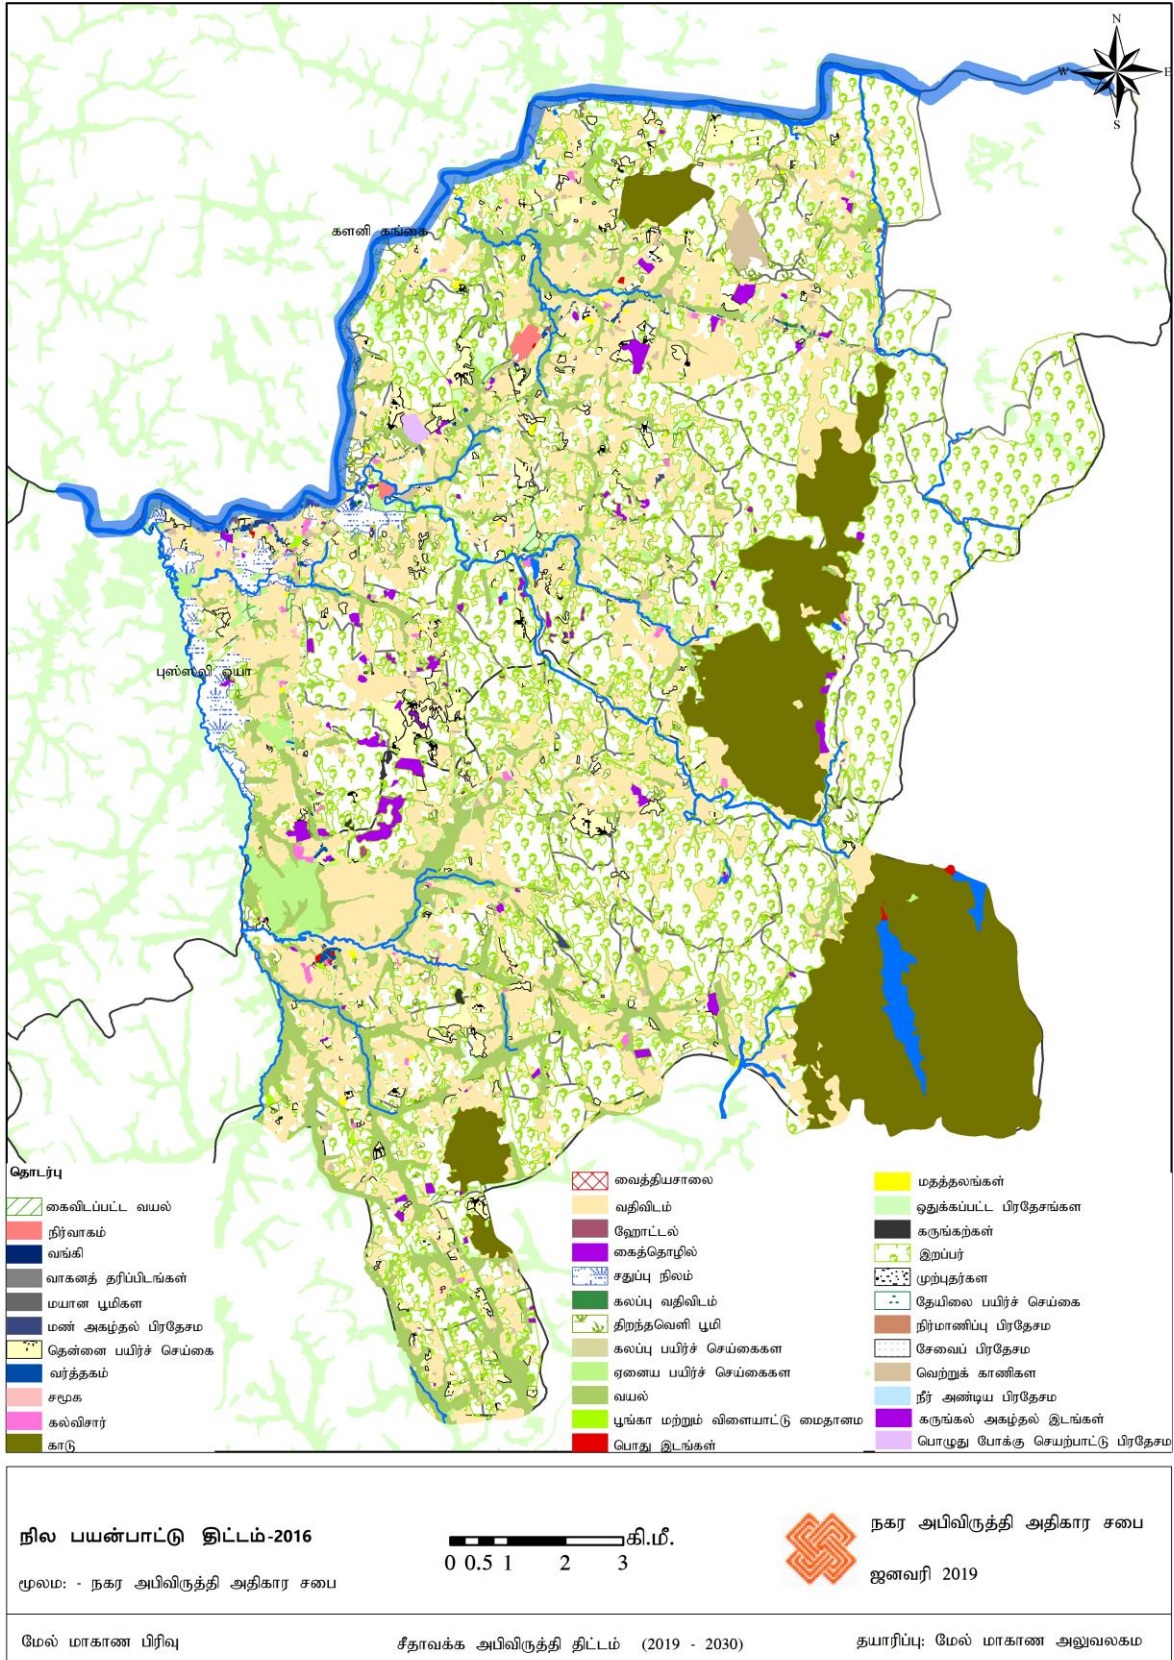 N
W E
S
களனி கங்கை
புஸ்ஸலி ஓயா
தொடர்பு
கைவிடப்பட்ட வயல்
நிர்வாகம்
வங்கி
வாகனத் தரிப்பிடங்கள்
மயான பூமிகள
மண் அகழ்தல் பிரதேசம
தென்னை பயிர்ச் செய்கை
வர்த்தகம்
சமூக
கல்விசார்
காடு
வைத்தியசாலை
வதிவிடம்
ஹோட்டல்
கைத்தொழில்
சதுப்பு நிலம்
கலப்பு வதிவிடம்
திறந்தவெளி பூமி
கலப்பு பயிர்ச் செய்கைகள
ஏனைய பயிர்ச் செய்கைகள
வயல்
பூங்கா மற்றும் விளையாட்டு மைதானம
பொது இடங்கள்
மதத்தலங்கள்
ஒதுக்கப்பட்ட பிரதேசங்கள
கருங்கற்கள்
இறப்பர்
முற்புதர்கள
தேயிலை பயிர்ச் செய்கை
நிர்மாணிப்பு பிரதேசம
சேவைப் பிரதேசம
வெற்றுக் காணிகள
நீர் அண்டிய பிரதேசம
கருங்கல் அகழ்தல் இடங்கள்
பொழுது போக்கு செயற்பாட்டு பிரதேசம
நில பயன்பாட்டு திட்டம்-2016
மூலம: - நகர அபிவிருத்தி அதிகார சபை
கி.மீ.
0 0.5 1 2 3
நகர அபிவிருத்தி அதிகார சபை
ஜனவரி 2019
மேல் மாகாண பிரிவு
சீதாவக்க அபிவிருத்தி திட்டம் (2019 - 2030)
தயாரிப்பு: மேல் மாகாண அலுவலகம